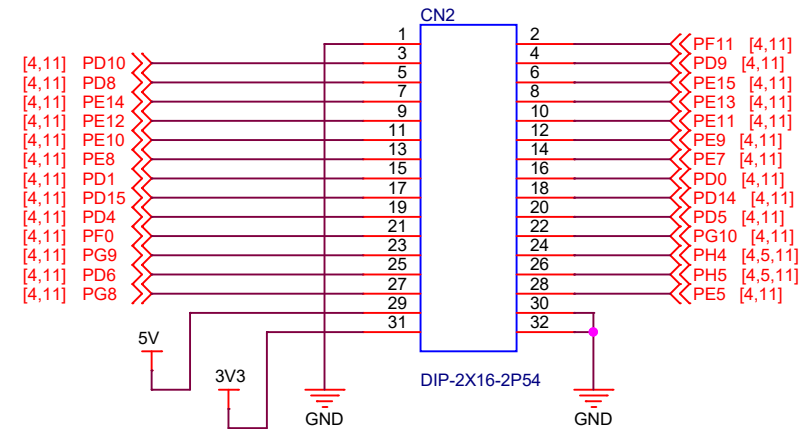 CN2
1 2 PF11 [4,11]
[4,11] PD10 3 4 PD9 [4,11]
[4,11] PD8 5 6 PE15 [4,11]
[4,11] PE14 7 8 PE13 [4,11]
[4,11] PE12 9 10 PE11 [4,11]
[4,11] PE10 11 12 PE9 [4,11]
[4,11] PE8 13 14 PE7 [4,11]
[4,11] PD1 15 16 PD0 [4,11]
[4,11] PD15 17 18 PD14 [4,11]
[4,11] PD4 19 20 PD5 [4,11]
[4,11] PF0 21 22 PG10 [4,11]
[4,11] PG9 23 24 PH4 [4,5,11]
[4,11] PD6 25 26 PH5 [4,5,11]
[4,11] PG8 27 28 PE5 [4,11]
29 30
31 32
5V
3V3
DIP-2X16-2P54
GND GND